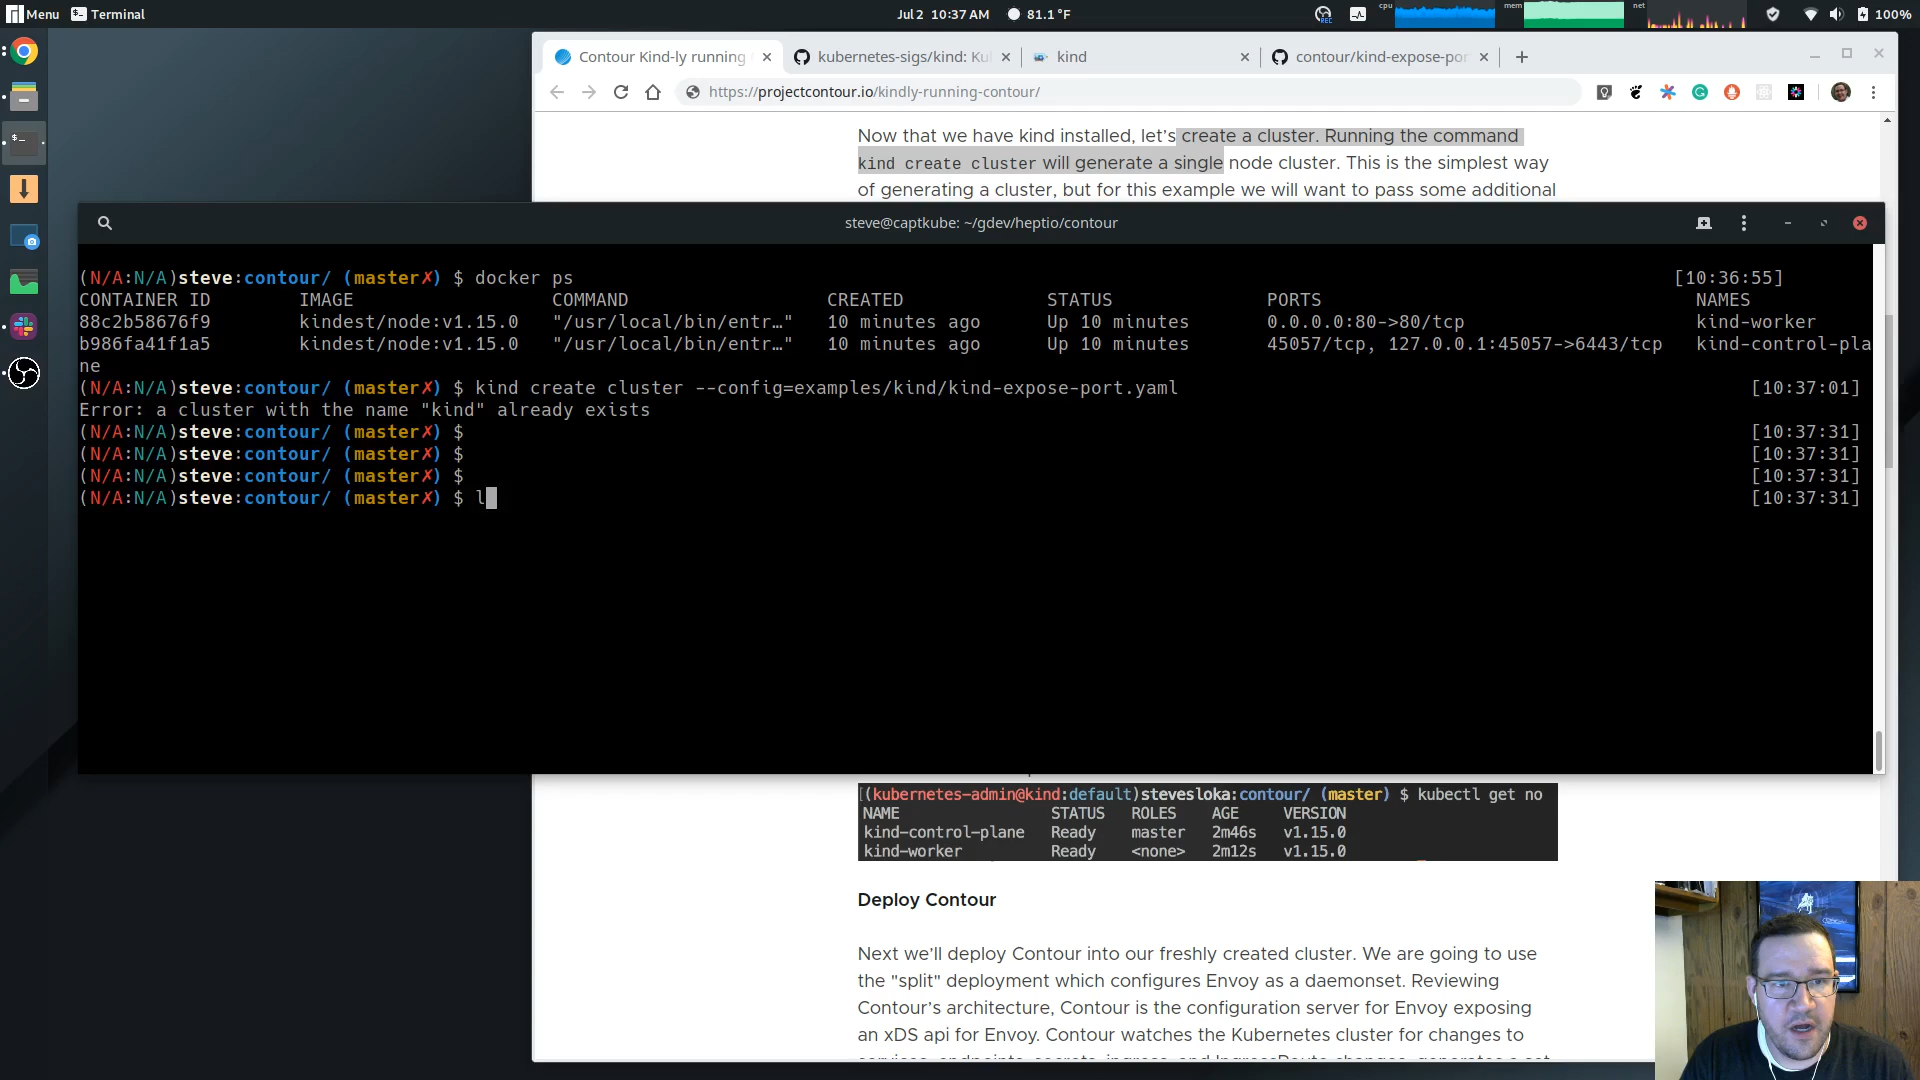 Menu Terminal Jul 2 10:37 AM 81.1 °F REC cpu mem net 100%
Contour Kind-ly running kubernetes-sigs/kind: Ku kind contour/kind-expose-por
https://projectcontour.io/kindly-running-contour/
Now that we have kind installed, let's create a cluster. Running the command
kind create cluster will generate a single node cluster. This is the simplest way
of generating a cluster, but for this example we will want to pass some additional
steve@captkube: ~/gdev/heptio/contour
(N/A:N/A)steve:contour/ (master✗) $ docker ps [10:36:55]
CONTAINER ID IMAGE COMMAND CREATED STATUS PORTS NAMES
88c2b58676f9 kindest/node:v1.15.0 "/usr/local/bin/entr…" 10 minutes ago Up 10 minutes 0.0.0.0:80->80/tcp kind-worker
b986fa41f1a5 kindest/node:v1.15.0 "/usr/local/bin/entr…" 10 minutes ago Up 10 minutes 45057/tcp, 127.0.0.1:45057->6443/tcp kind-control-pla
ne
(N/A:N/A)steve:contour/ (master✗) $ kind create cluster --config=examples/kind/kind-expose-port.yaml [10:37:01]
Error: a cluster with the name "kind" already exists
(N/A:N/A)steve:contour/ (master✗) $ [10:37:31]
(N/A:N/A)steve:contour/ (master✗) $ [10:37:31]
(N/A:N/A)steve:contour/ (master✗) $ [10:37:31]
(N/A:N/A)steve:contour/ (master✗) $ l [10:37:31]
[(kubernetes-admin@kind:default)stevesloka:contour/ (master) $ kubectl get no
NAME STATUS ROLES AGE VERSION
kind-control-plane Ready master 2m46s v1.15.0
kind-worker Ready <none> 2m12s v1.15.0
Deploy Contour
Next we'll deploy Contour into our freshly created cluster. We are going to use
the "split" deployment which configures Envoy as a daemonset. Reviewing
Contour's architecture, Contour is the configuration server for Envoy exposing
an xDS api for Envoy. Contour watches the Kubernetes cluster for changes to
services, endpoints, secrets, ingress, and IngressRoute changes, generates a set